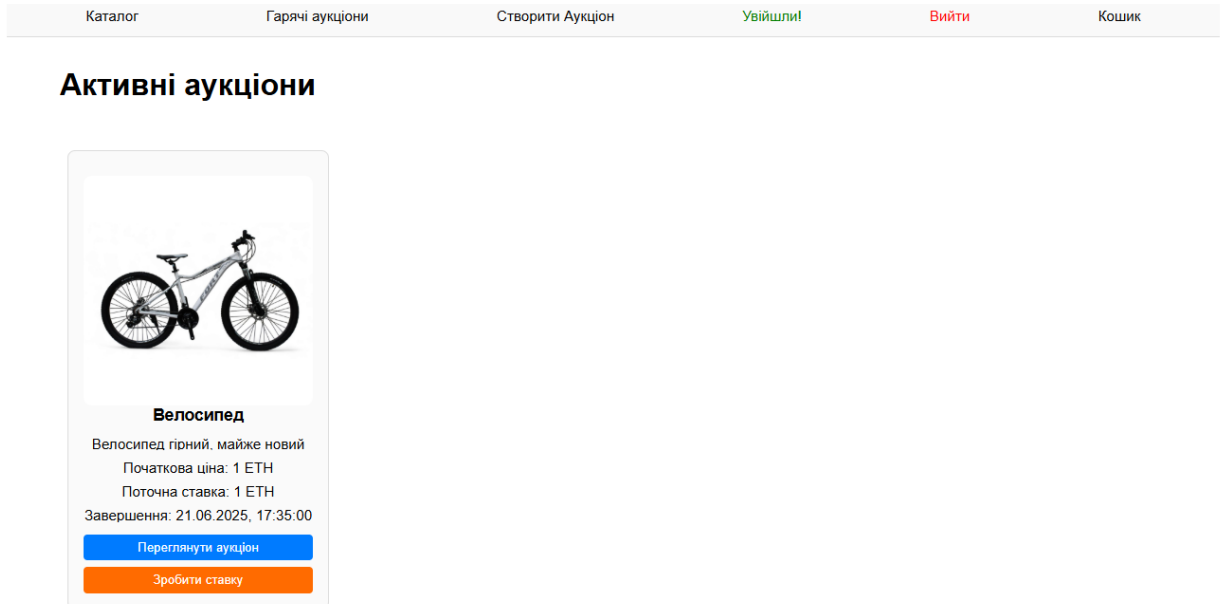 Каталог Гарячі аукціони Створити Аукціон Увійшли! Вийти Кошик
Активні аукціони
FORT
Велосипед
Велосипед гірний, майже новий
Початкова ціна: 1 ETH
Поточна ставка: 1 ETH
Завершення: 21.06.2025, 17:35:00
Переглянути аукціон
Зробити ставку